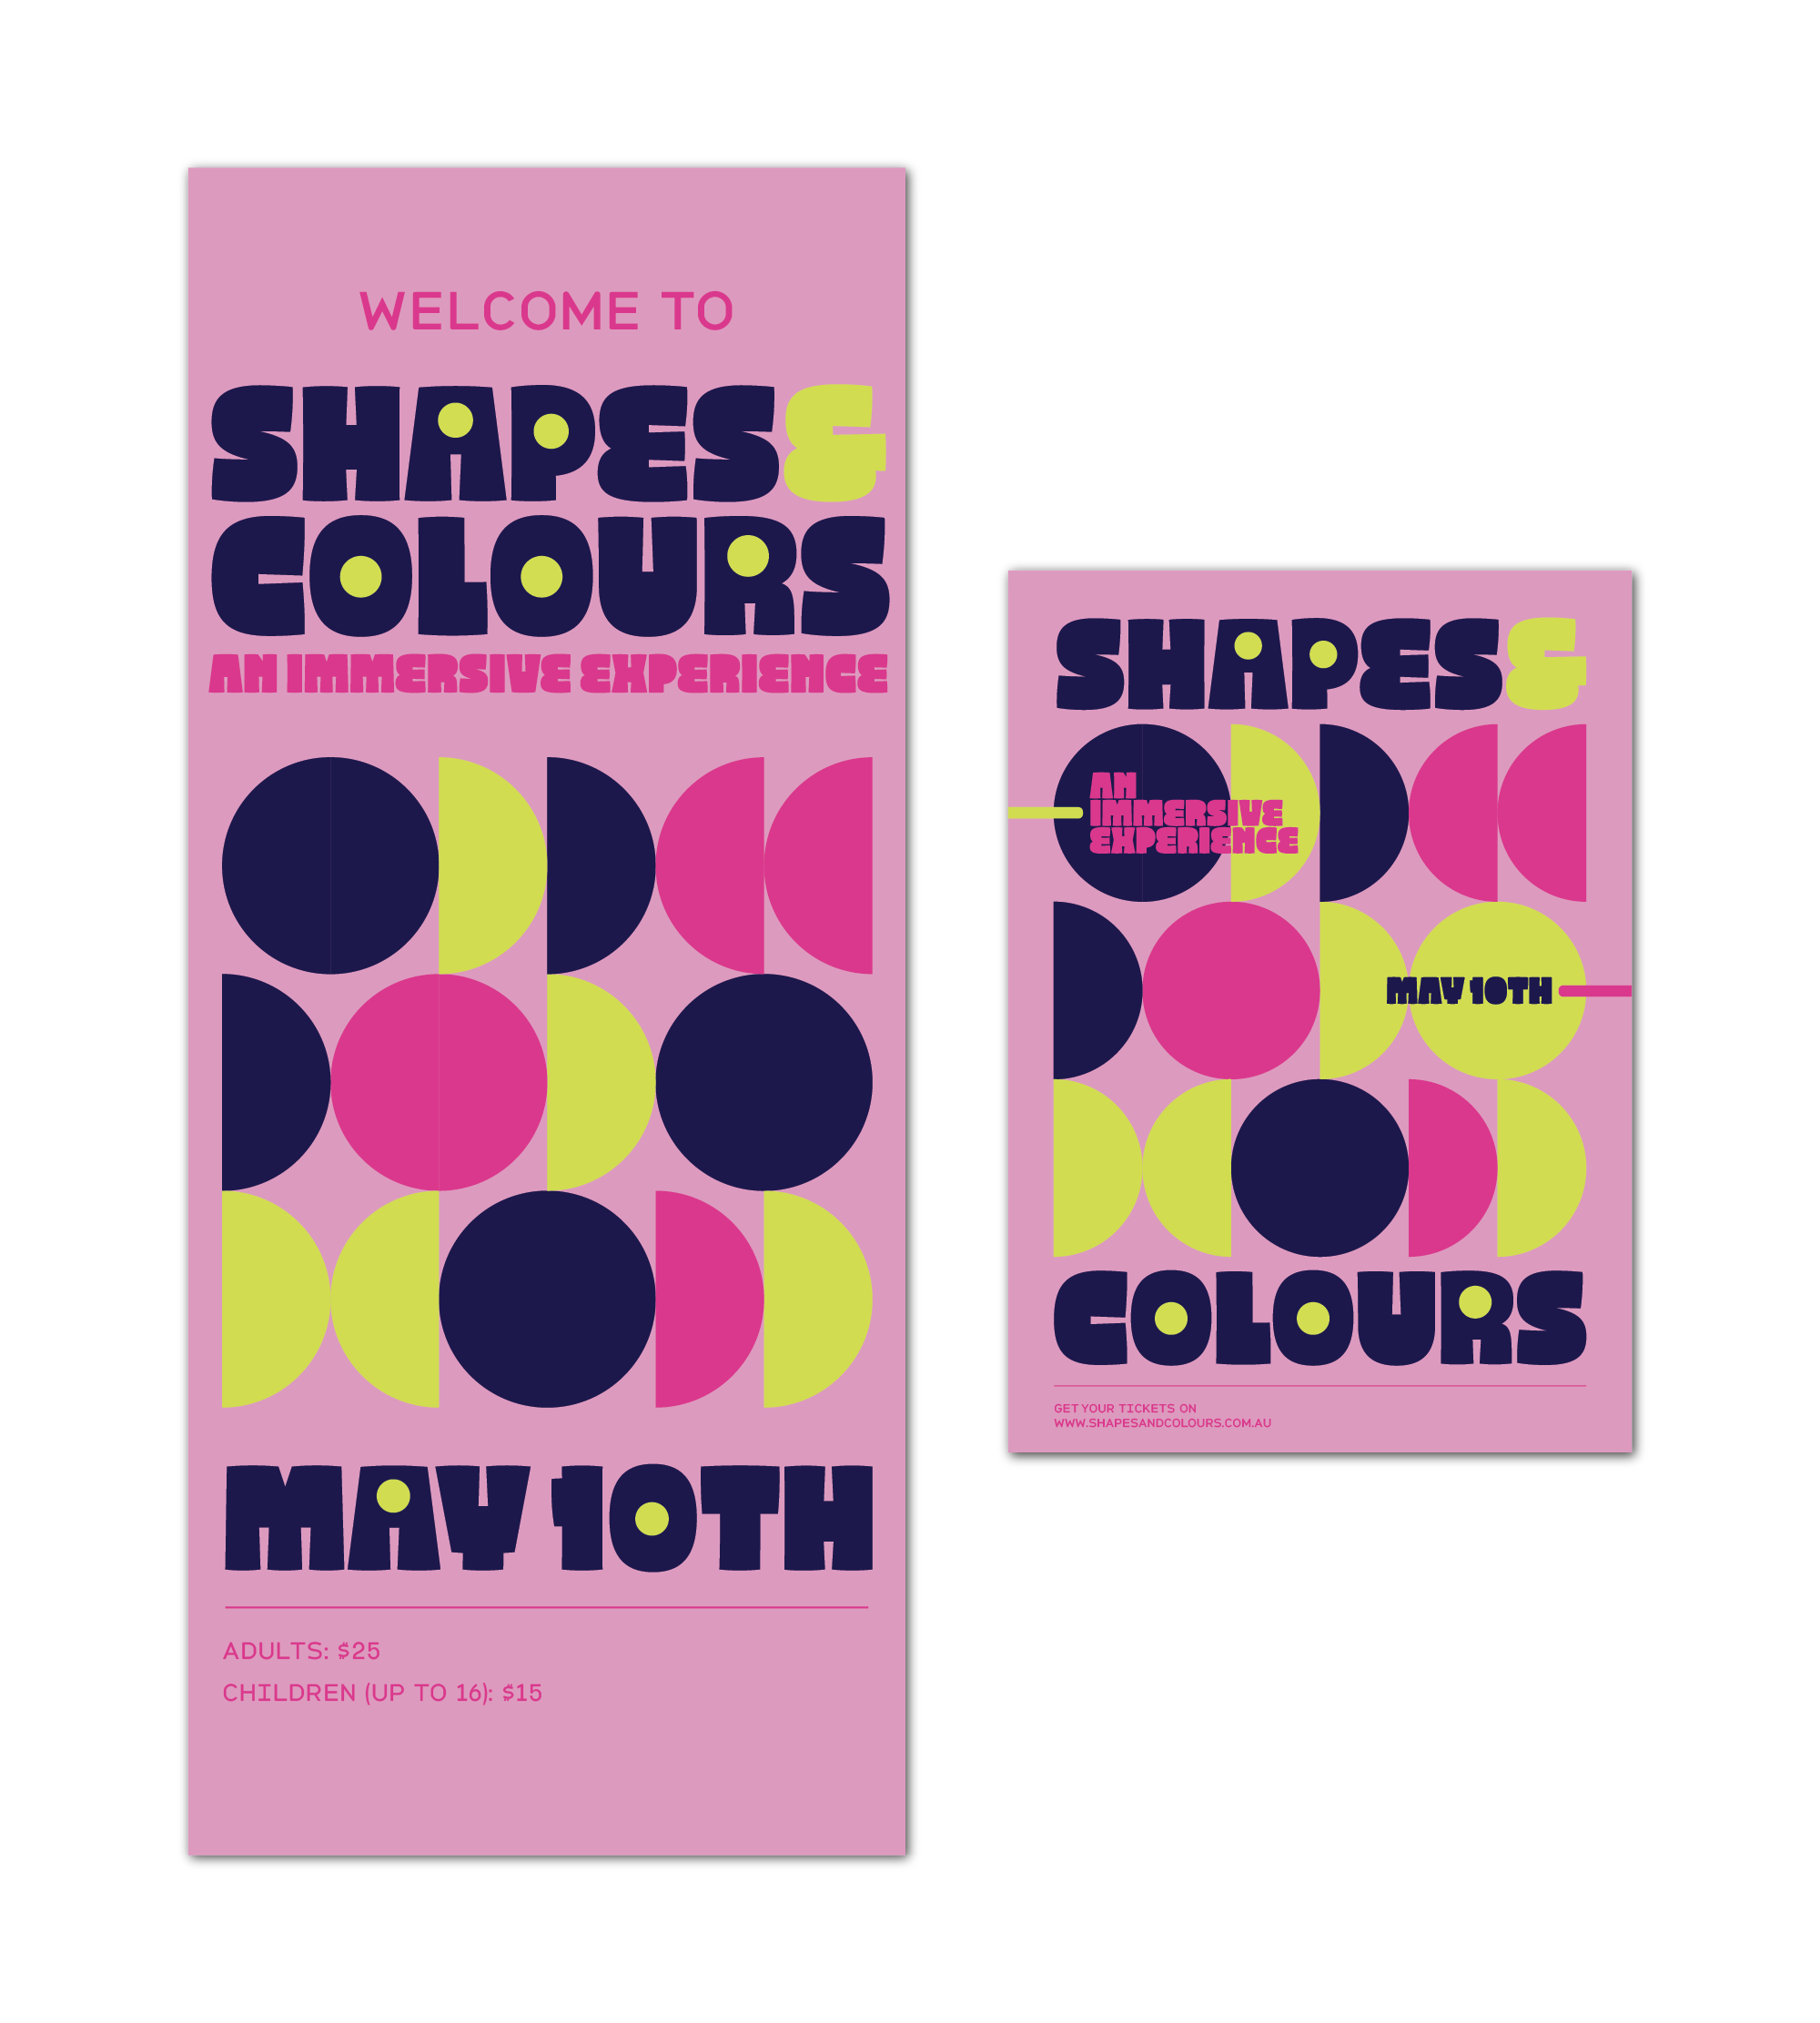 WELCOME TO
SHAPES&
COLOURS
AN IMMERSIVE EXPERIENCE
MAY 10TH
ADULTS: $25
CHILDREN (UP TO 16): $15
SHAPES&
AN
IMMERSIVE
EXPERIENCE
MAY 10TH
COLOURS
GET YOUR TICKETS ON
WWW.SHAPESANDCOLOURS.COM.AU